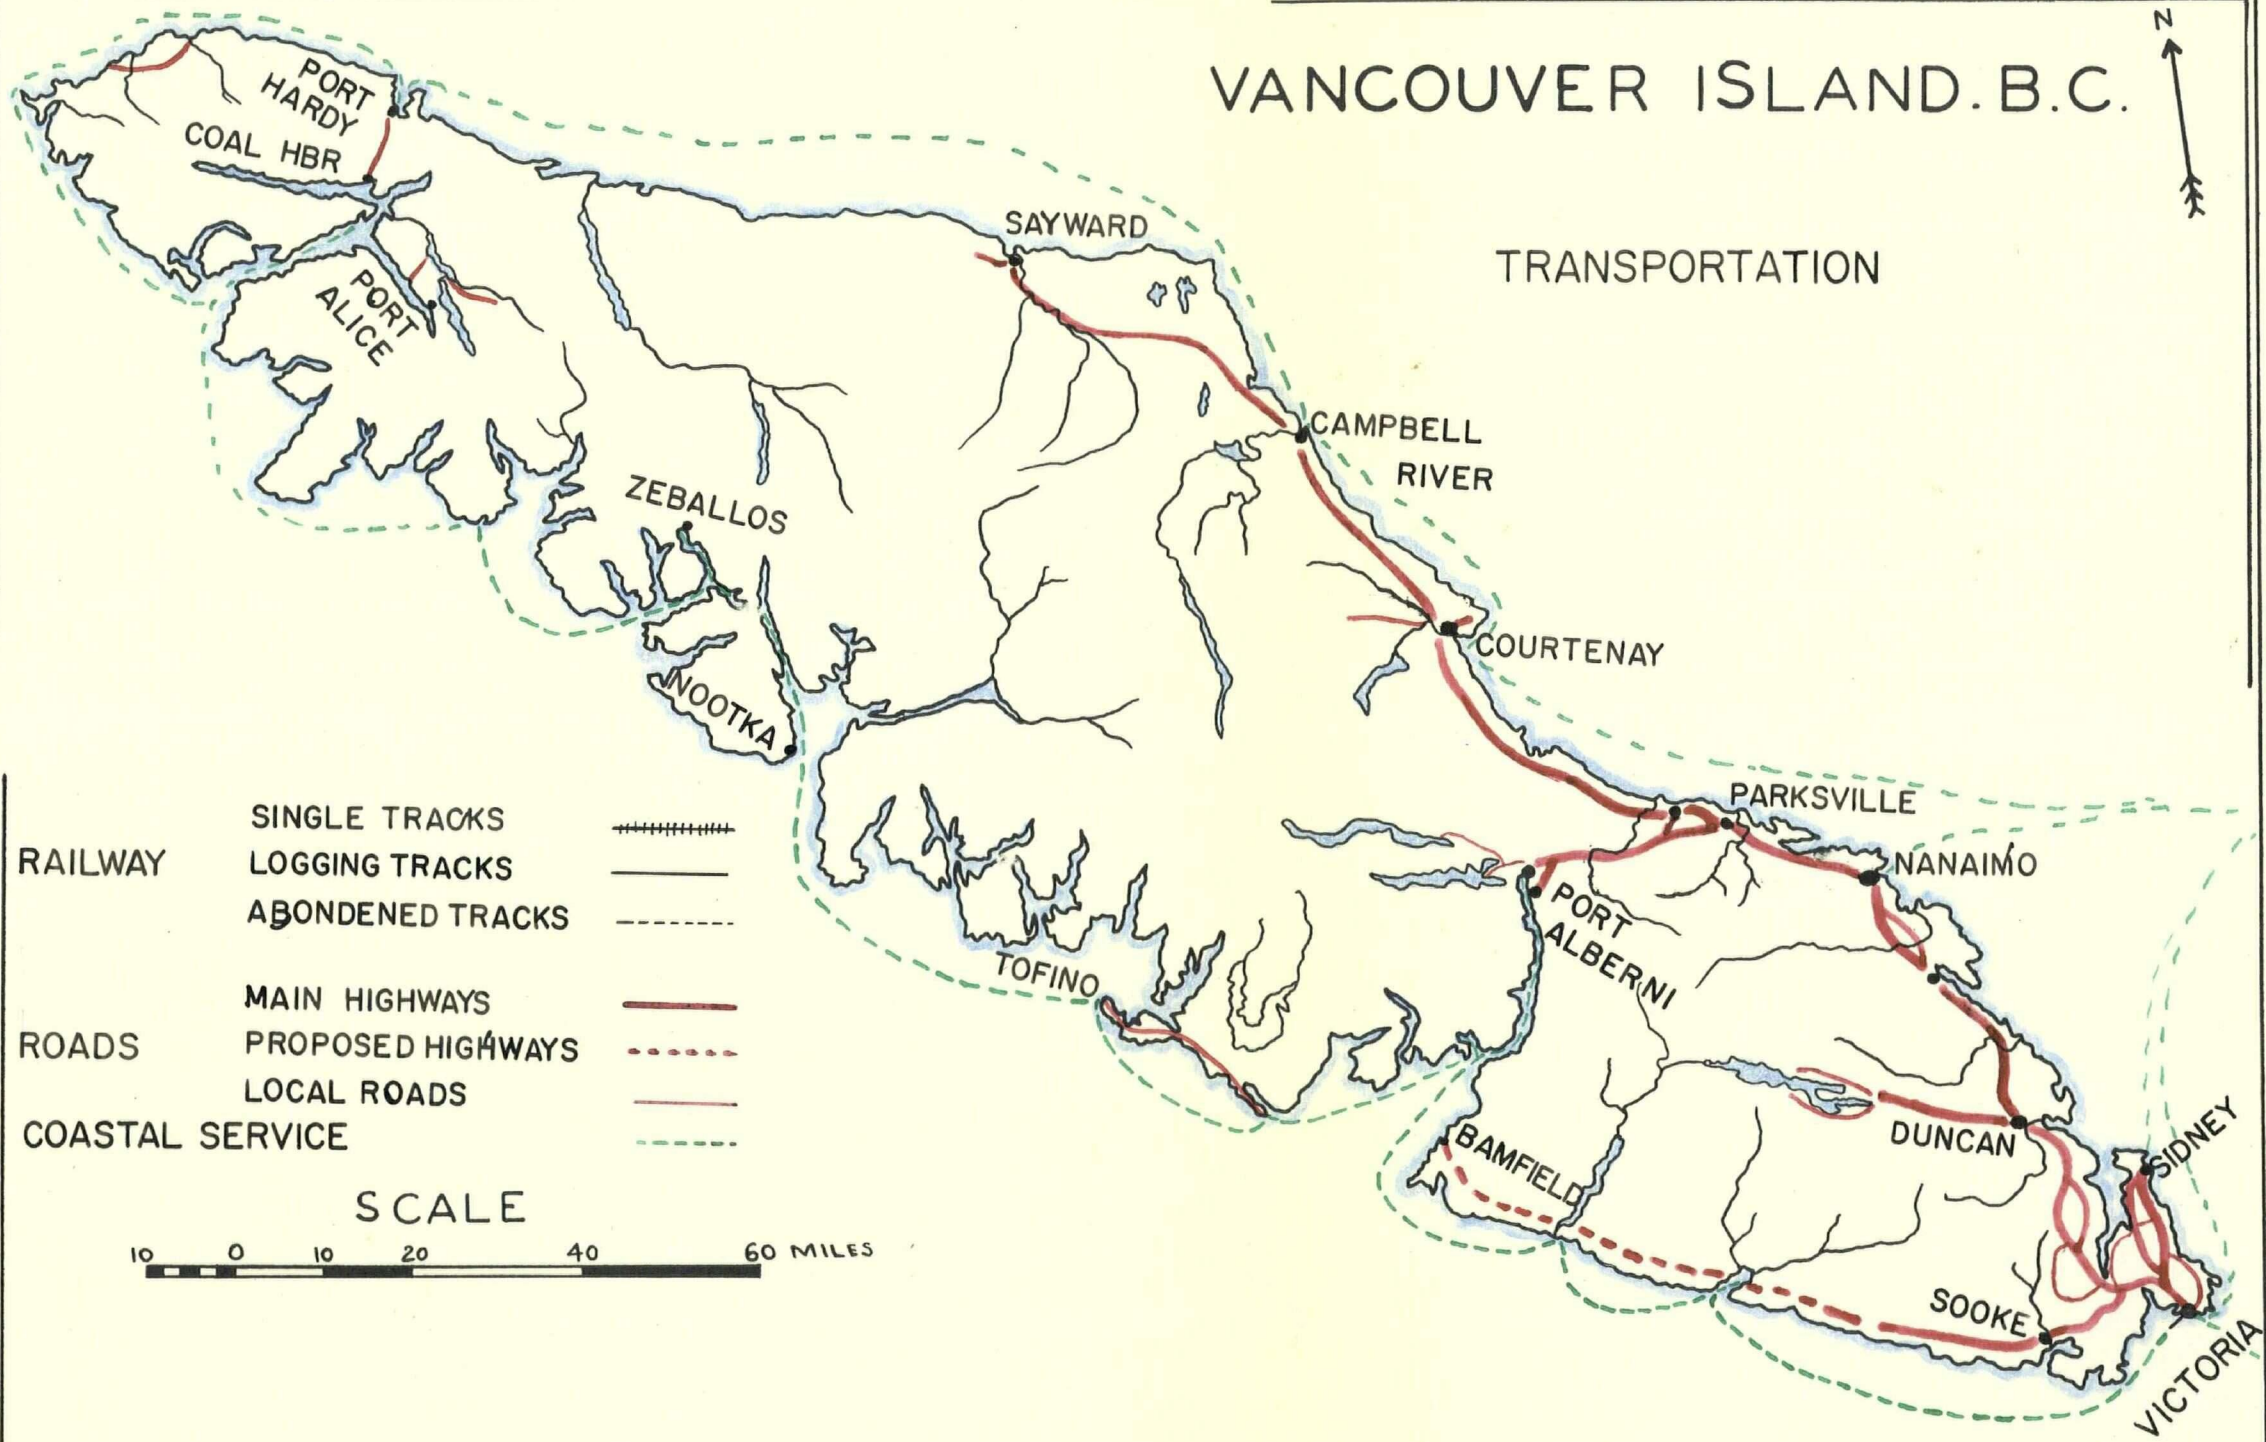 VANCOUVER ISLAND. B.C.
N
TRANSPORTATION
PORT
HARDY
COAL HBR
PORT
ALICE
SAYWARD
CAMPBELL
RIVER
ZEBALLOS
NOOTKA
COURTENAY
PARKSVILLE
NANAIMO
PORT
ALBERNI
TOFINO
BAMFIELD
DUNCAN
SIDNEY
SOOKE
VICTORIA
RAILWAY
SINGLE TRACKS
LOGGING TRACKS
ABONDENED TRACKS
ROADS
MAIN HIGHWAYS
PROPOSED HIGHWAYS
LOCAL ROADS
COASTAL SERVICE
SCALE
10 0 10 20 40 60 MILES